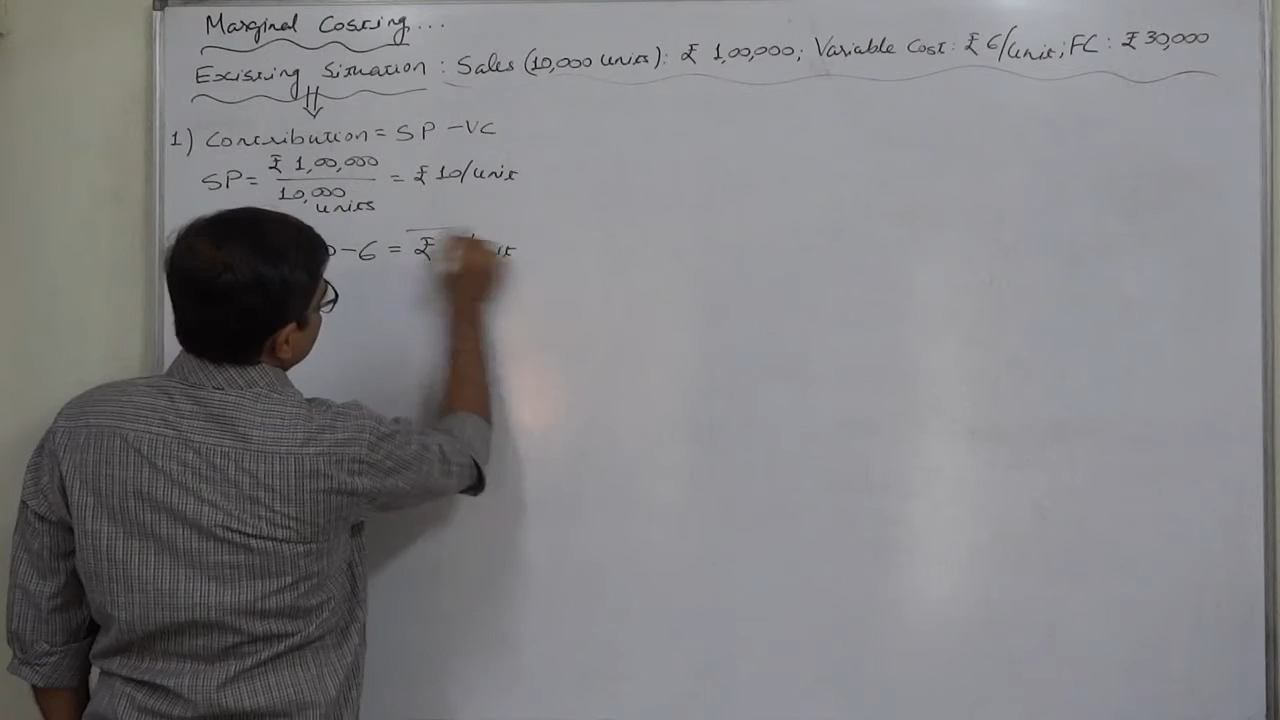 Marginal Costing...
Existing Situation : Sales (10,000 units) : ₹ 1,00,000; Variable Cost : ₹ 6/unit; FC : ₹ 30,000
1) Contribution = SP - VC
SP = ₹ 1,00,000 / 10,000 units = ₹ 10/unit
- 6 = ₹